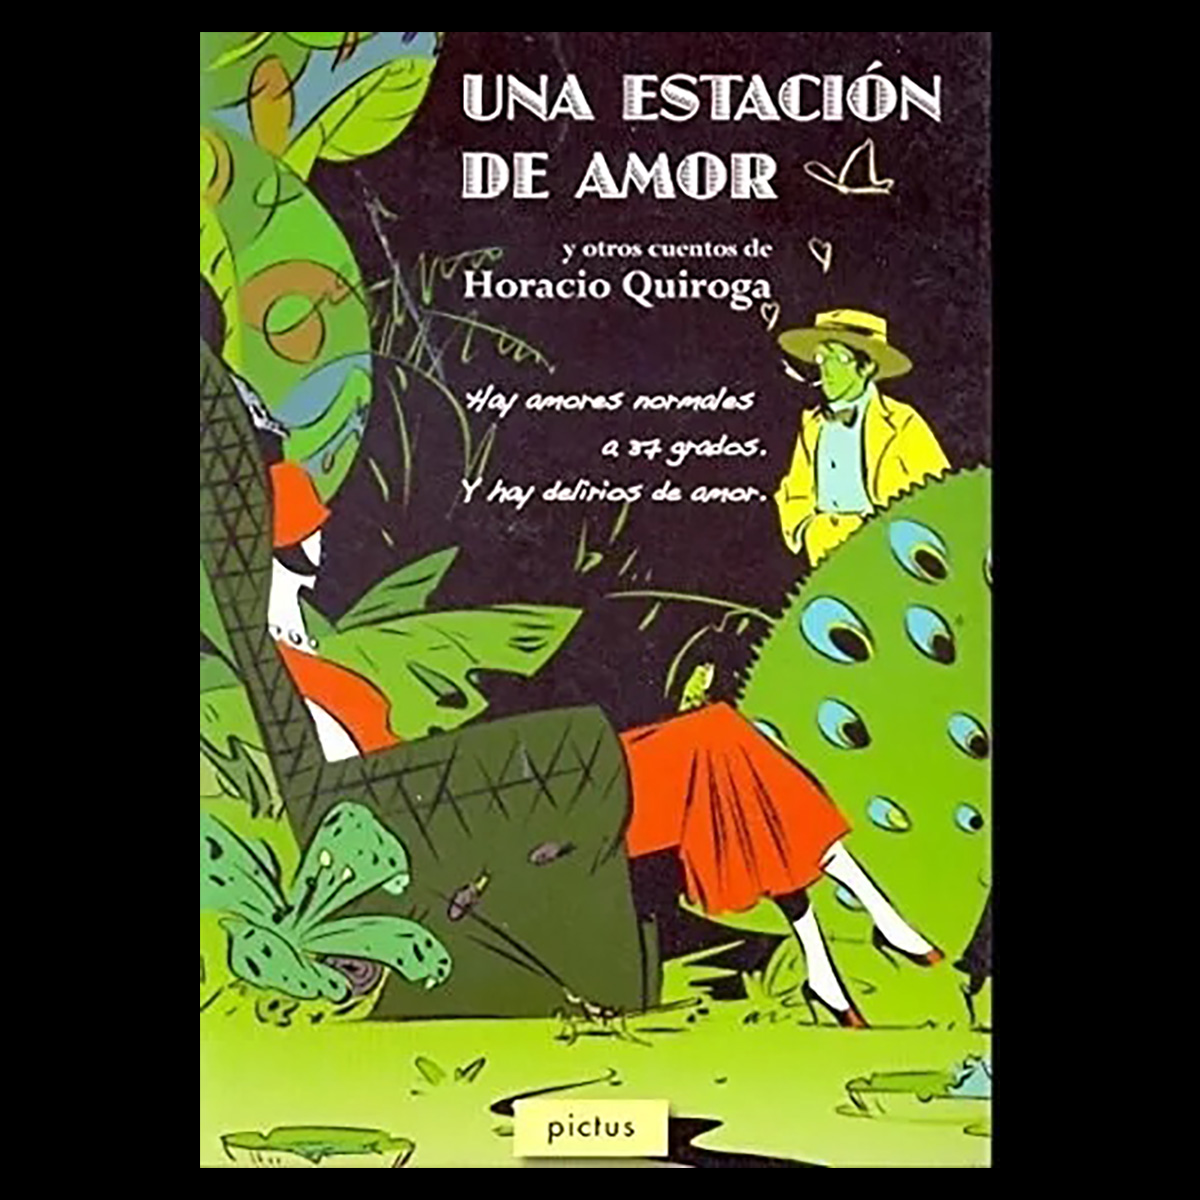 UNA ESTACIÓN
DE AMOR
y otros cuentos de
Horacio Quiroga
Hay amores normales
a 37 grados.
Y hay delirios de amor.
pictus